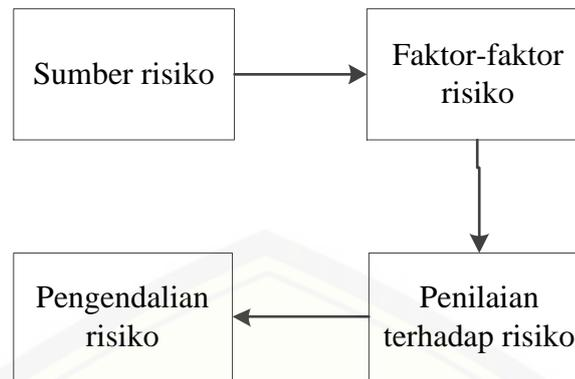 Sumber risiko
Faktor-faktor
risiko
Penilaian
terhadap risiko
Pengendalian
risiko